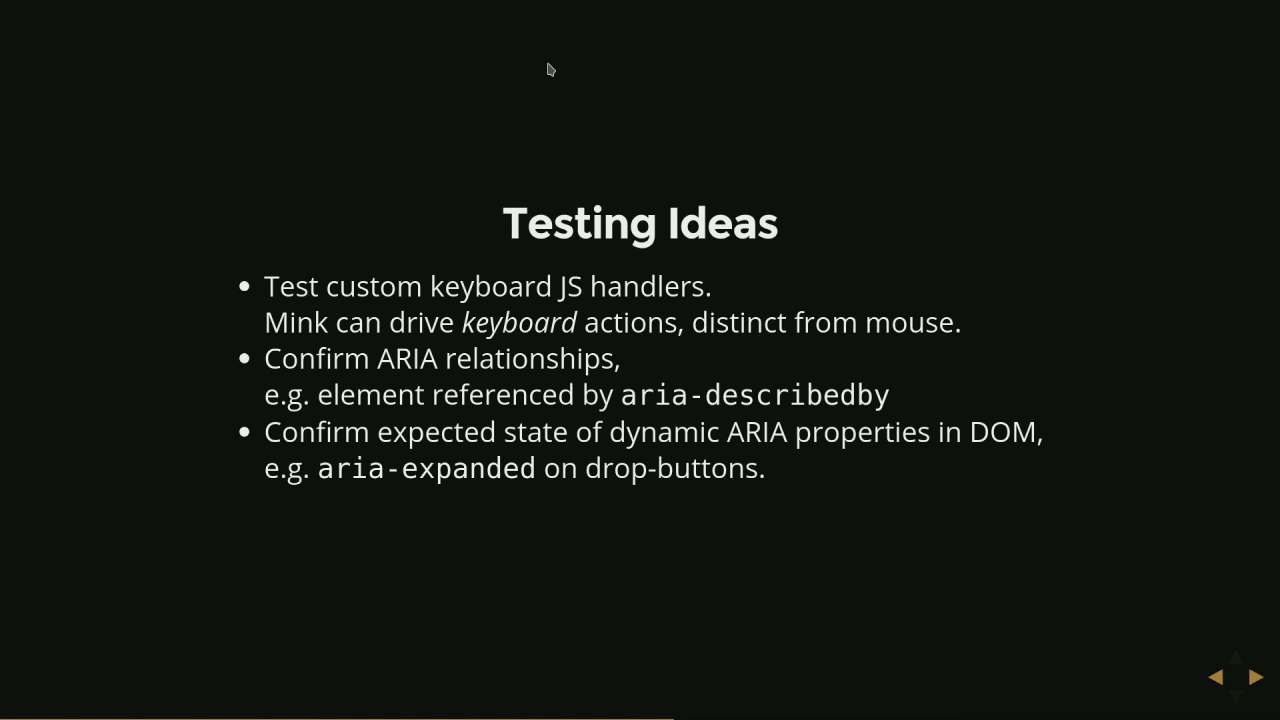 Testing Ideas
Test custom keyboard JS handlers.
Mink can drive keyboard actions, distinct from mouse.
Confirm ARIA relationships,
e.g. element referenced by aria-describedby
Confirm expected state of dynamic ARIA properties in DOM,
e.g. aria-expanded on drop-buttons.